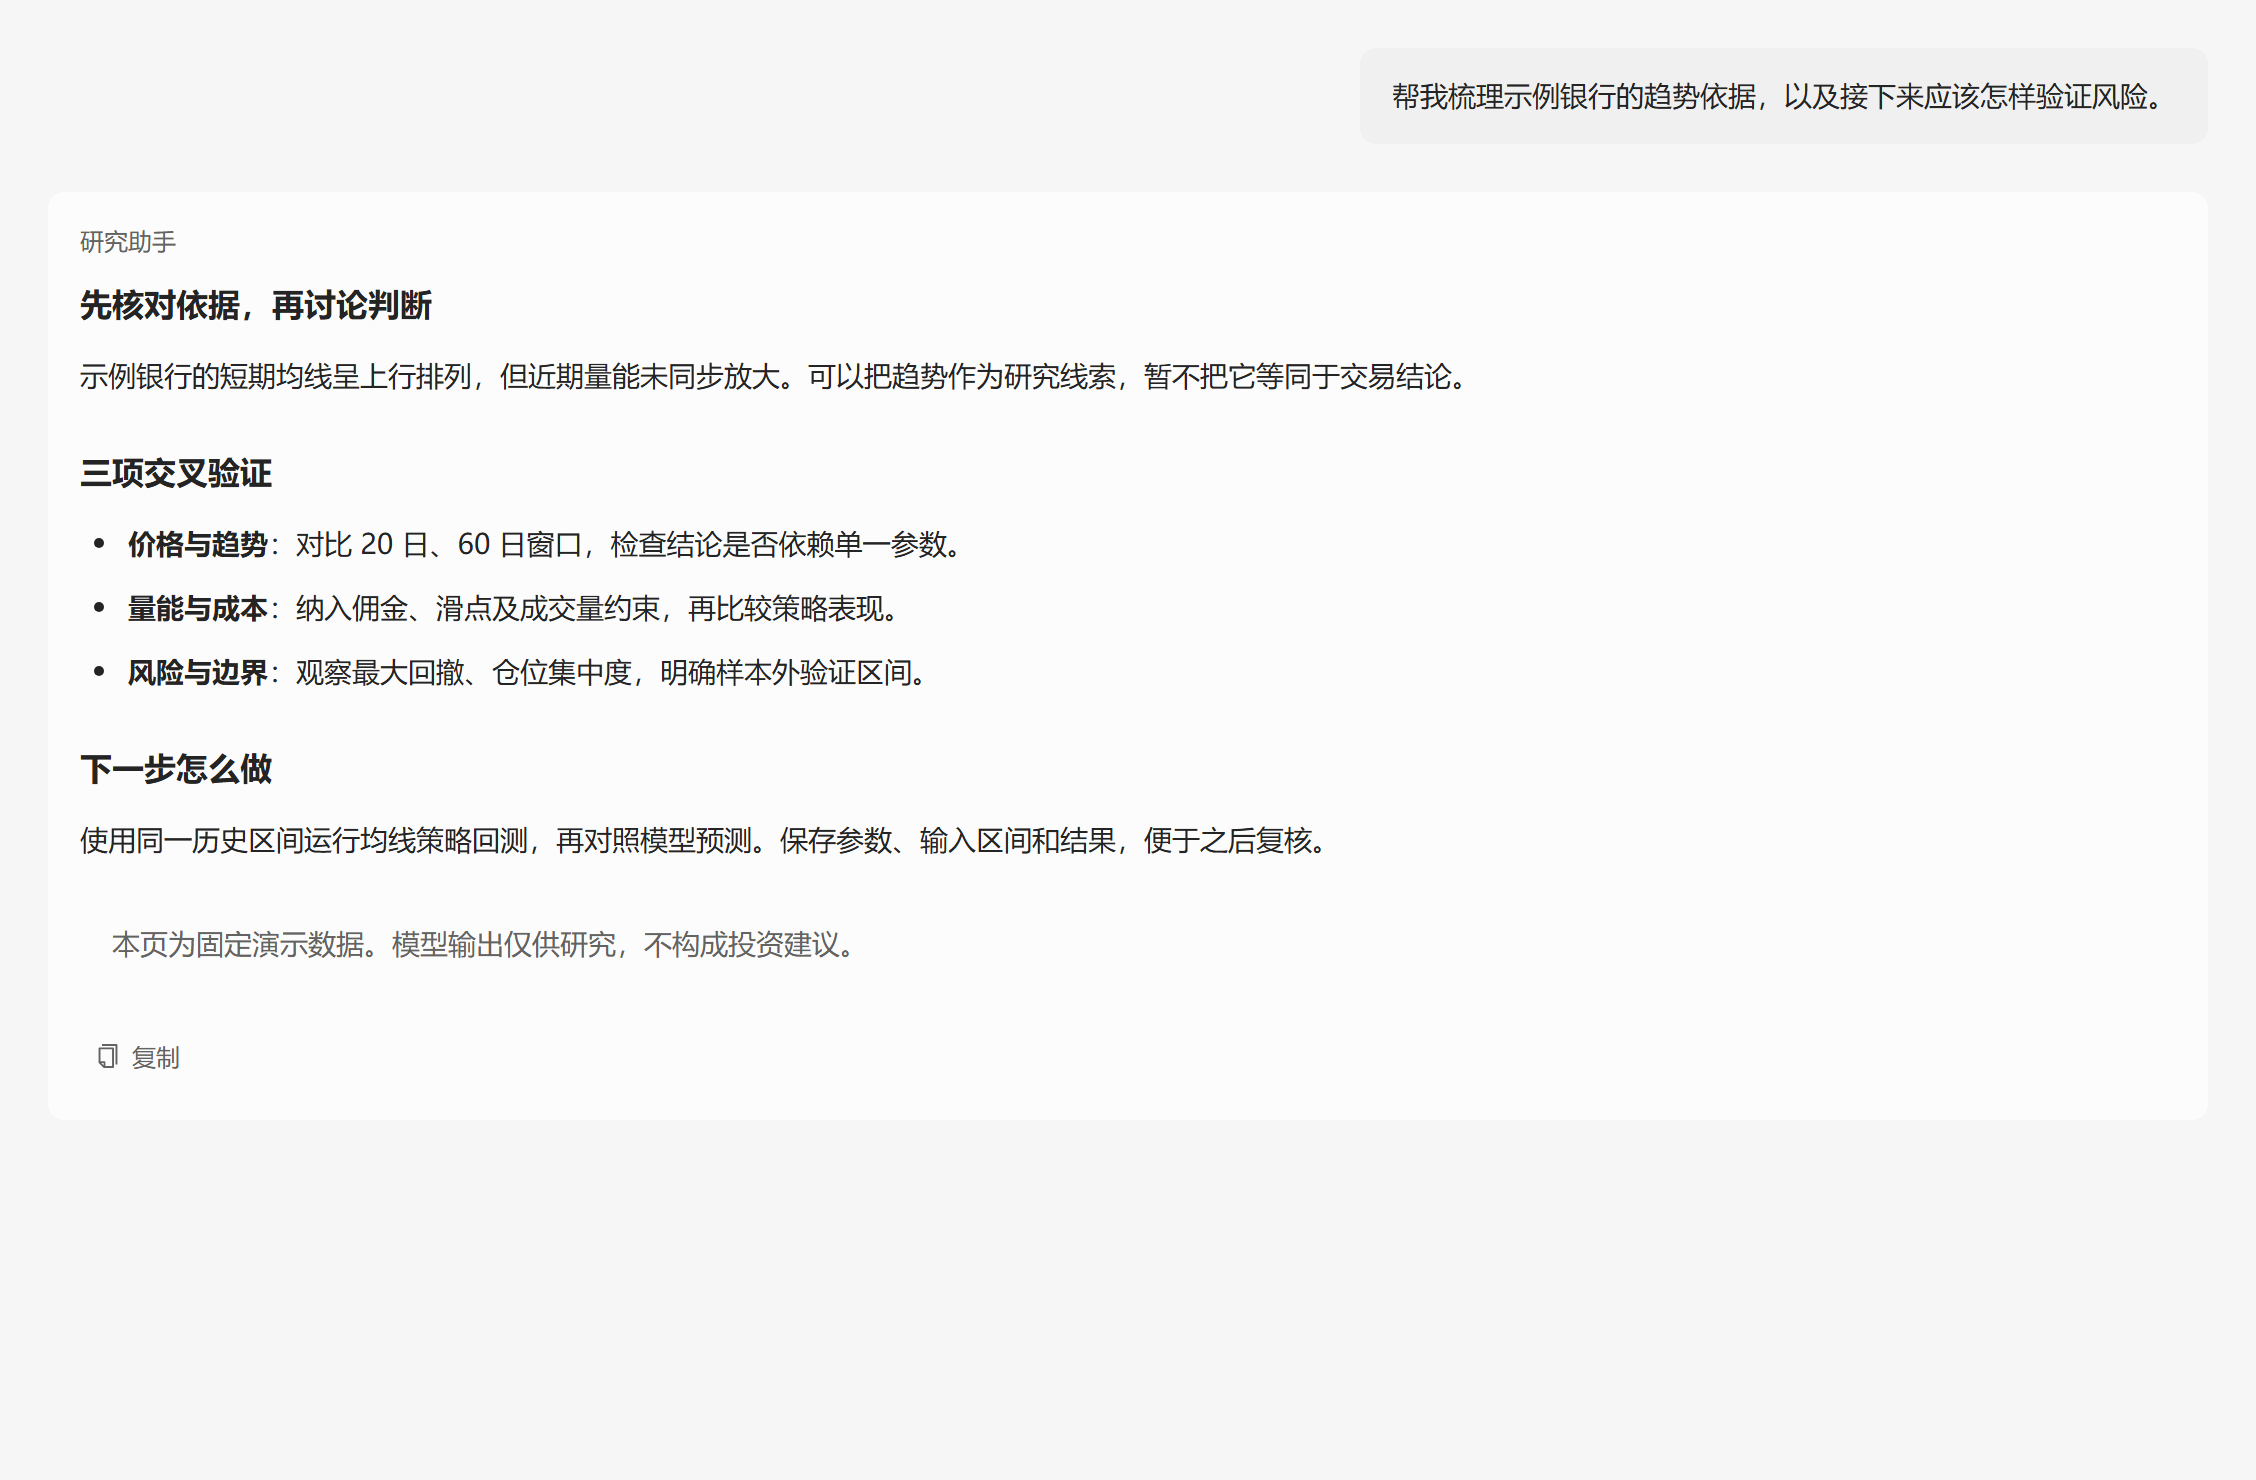 帮我梳理示例银行的趋势依据，以及接下来应该怎样验证风险。
研究助手
先核对依据，再讨论判断
示例银行的短期均线呈上行排列，但近期量能未同步放大。可以把趋势作为研究线索，暂不把它等同于交易结论。
三项交叉验证
• 价格与趋势：对比 20 日、60 日窗口，检查结论是否依赖单一参数。
• 量能与成本：纳入佣金、滑点及成交量约束，再比较策略表现。
• 风险与边界：观察最大回撤、仓位集中度，明确样本外验证区间。
下一步怎么做
使用同一历史区间运行均线策略回测，再对照模型预测。保存参数、输入区间和结果，便于之后复核。
本页为固定演示数据。模型输出仅供研究，不构成投资建议。
复制